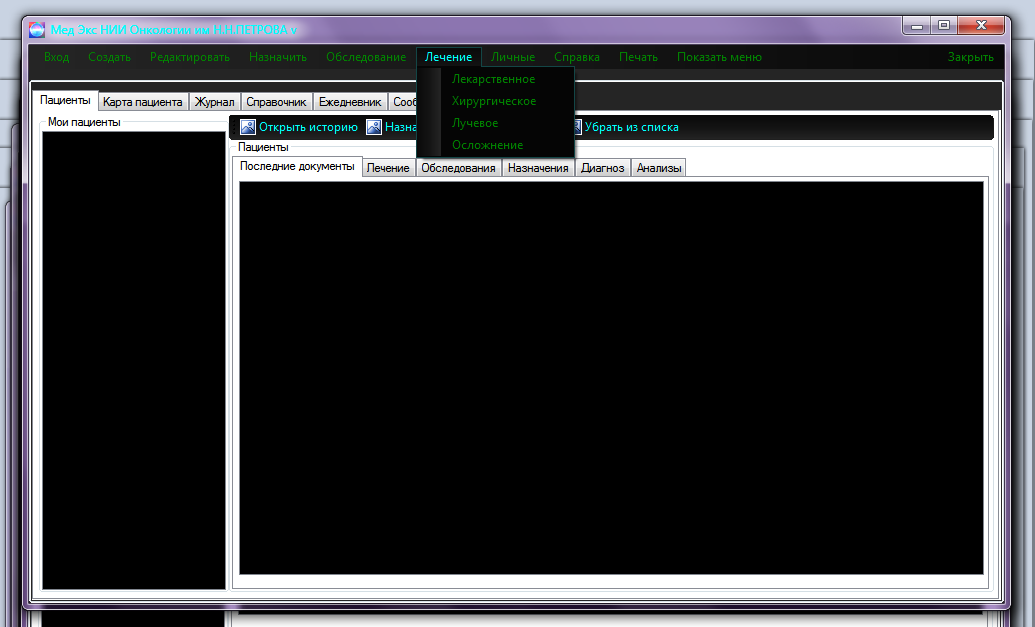 Мед Экс НИИ Онкологии им Н.Н.ПЕТРОВА v
Вход Создать Редактировать Назначить Обследование Лечение Личные Справка Печать Показать меню Закрыть
Лекарственное
Хирургическое
Лучевое
Осложнение
Пациенты Карта пациента Журнал Справочник Ежедневник Сооб
Мои пациенты
Открыть историю Назна Убрать из списка
Пациенты
Последние документы Лечение Обследования Назначения Диагноз Анализы